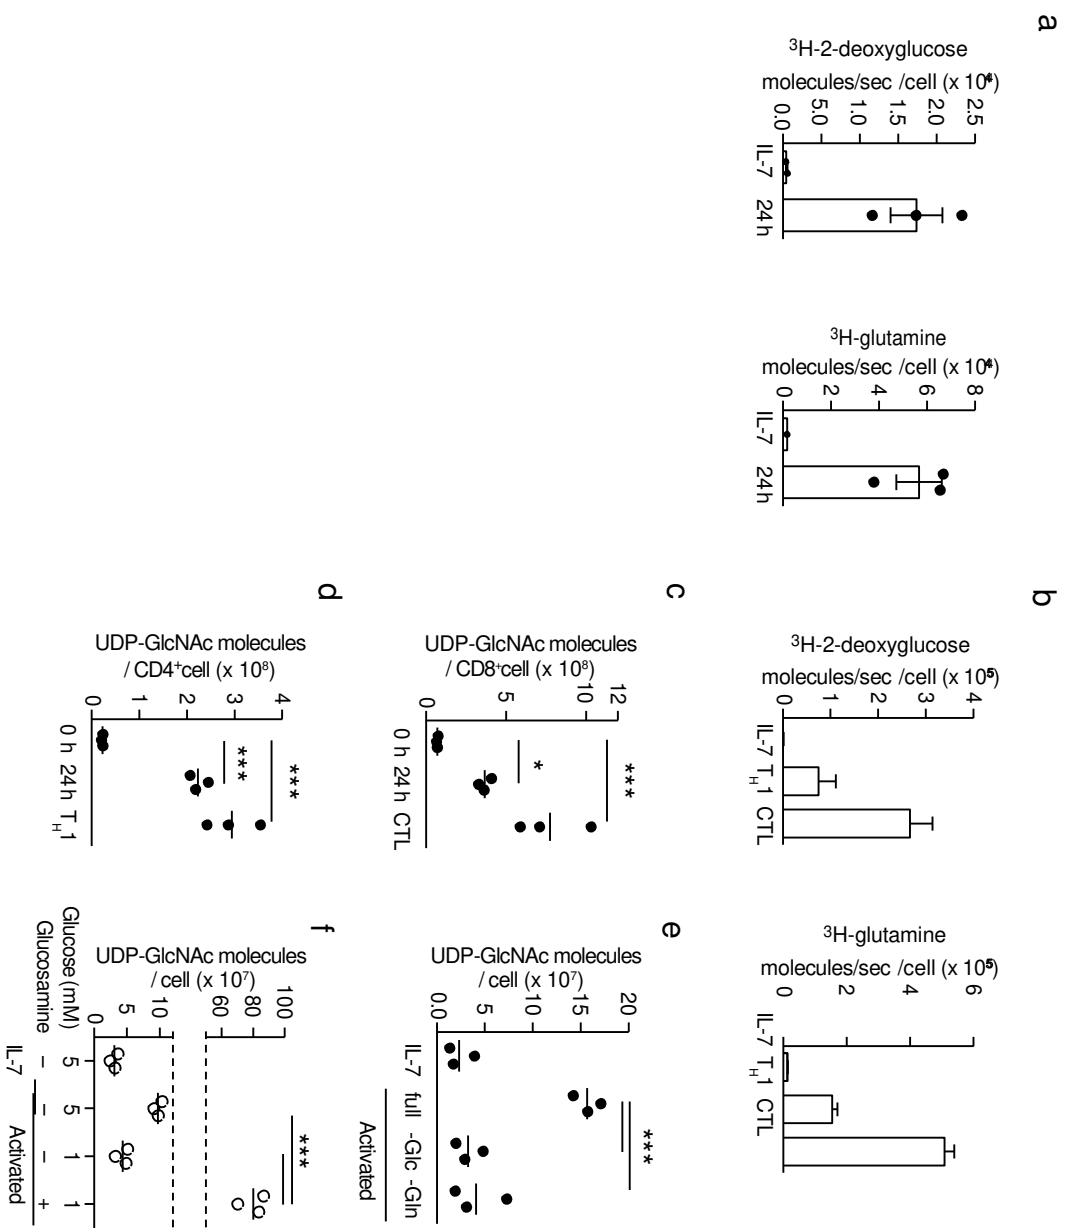 a
³H-2-deoxyglucose
molecules/sec /cell (x 10⁴)
2.5
2.0
1.5
1.0
5.0
0.0
IL-7 24h
³H-glutamine
molecules/sec /cell (x 10⁴)
8
6
4
2
0
IL-7 24h
b
³H-2-deoxyglucose
molecules/sec /cell (x 10⁵)
4
3
2
1
0
IL-7 TH1 CTL
³H-glutamine
molecules/sec /cell (x 10⁵)
6
4
2
0
IL-7 TH1 CTL
c
UDP-GlcNAc molecules
/ CD8⁺cell (x 10⁸)
12
10
5
0
***
*
0 h 24h CTL
d
UDP-GlcNAc molecules
/ CD4⁺cell (x 10⁸)
4
3
2
1
0
***
***
0 h 24h TH1
e
UDP-GlcNAc molecules
/ cell (x 10⁷)
20
15
10
5
0.0
***
IL-7 full -Glc -Gln
Activated
f
UDP-GlcNAc molecules
/ cell (x 10⁷)
100
80
60
10
5
0
***
Glucose (mM) 5 5 1 1
Glucosamine – – – +
IL-7 Activated